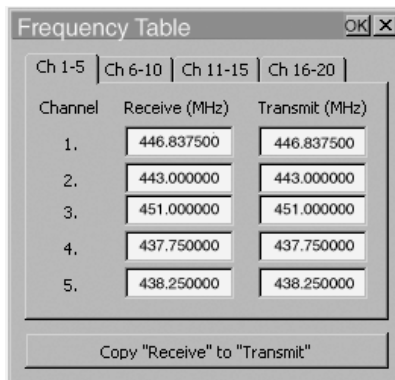 Frequency Table OK X
Ch 1-5 Ch 6-10 Ch 11-15 Ch 16-20
Channel Receive (MHz) Transmit (MHz)
1. 446.837500 446.837500
2. 443.000000 443.000000
3. 451.000000 451.000000
4. 437.750000 437.750000
5. 438.250000 438.250000
Copy "Receive" to "Transmit"